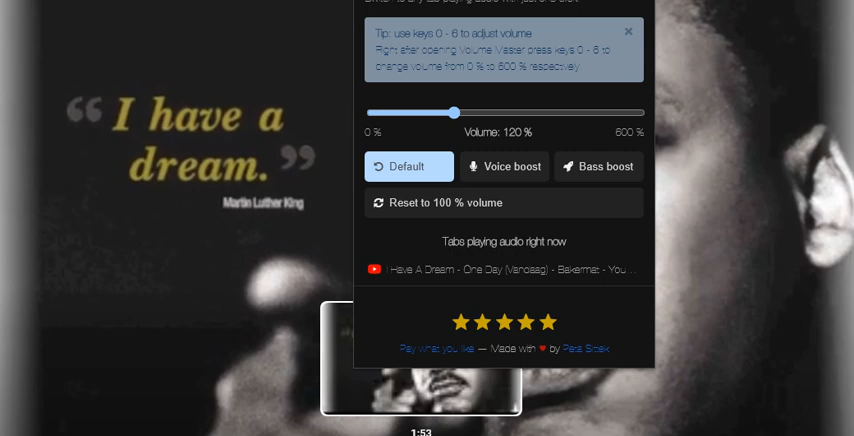 Tip: use keys 0 - 6 to adjust volume
Right after opening Volume Master press keys 0 - 6 to
change volume from 0 % to 600 % respectively.
“ I have a
dream. ”
Martin Luther King
0 %
Volume: 120 %
600 %
Default
Voice boost
Bass boost
Reset to 100 % volume
Tabs playing audio right now
I Have A Dream - One Day (Vandaag) - Bakermat - You ...
Pay what you like — Made with ♥ by Peta Sittek
1:53